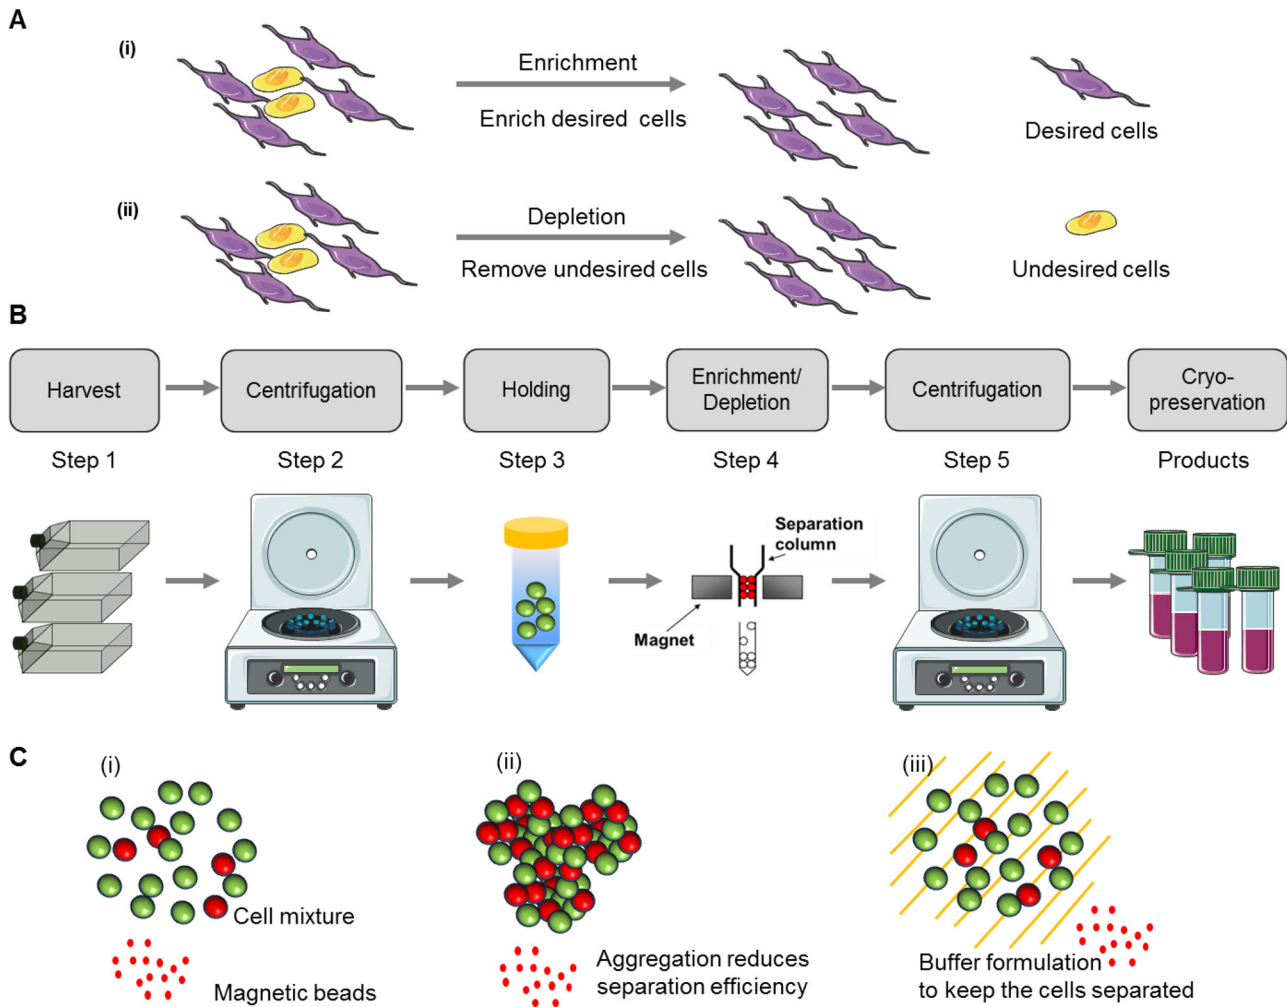 A
(i)
Enrichment
Enrich desired cells
Desired cells
(ii)
Depletion
Remove undesired cells
Undesired cells
B
Harvest
Centrifugation
Holding
Enrichment/
Depletion
Centrifugation
Cryo-
preservation
Step 1
Step 2
Step 3
Step 4
Step 5
Products
Separation
column
Magnet
C
(i)
Cell mixture
Magnetic beads
(ii)
Aggregation reduces
separation efficiency
(iii)
Buffer formulation
to keep the cells separated